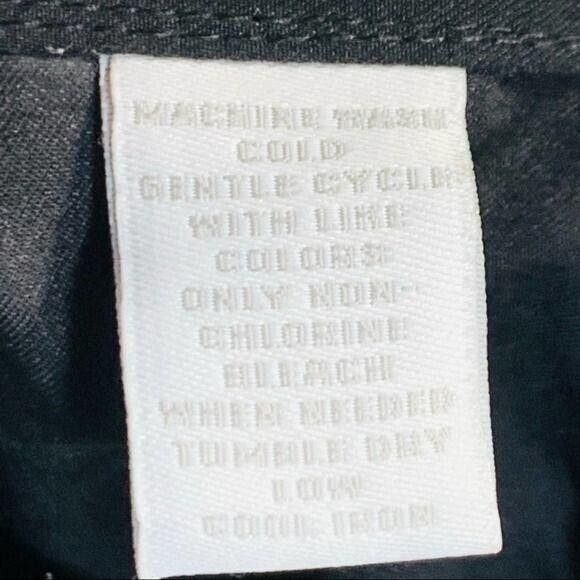 MACHINE WASH
COLD
GENTLE CYCLE
WITH LIKE
COLORS
ONLY NON-
CHLORINE
BLEACH
WHEN NEEDED
TUMBLE DRY
LOW
COOL IRON